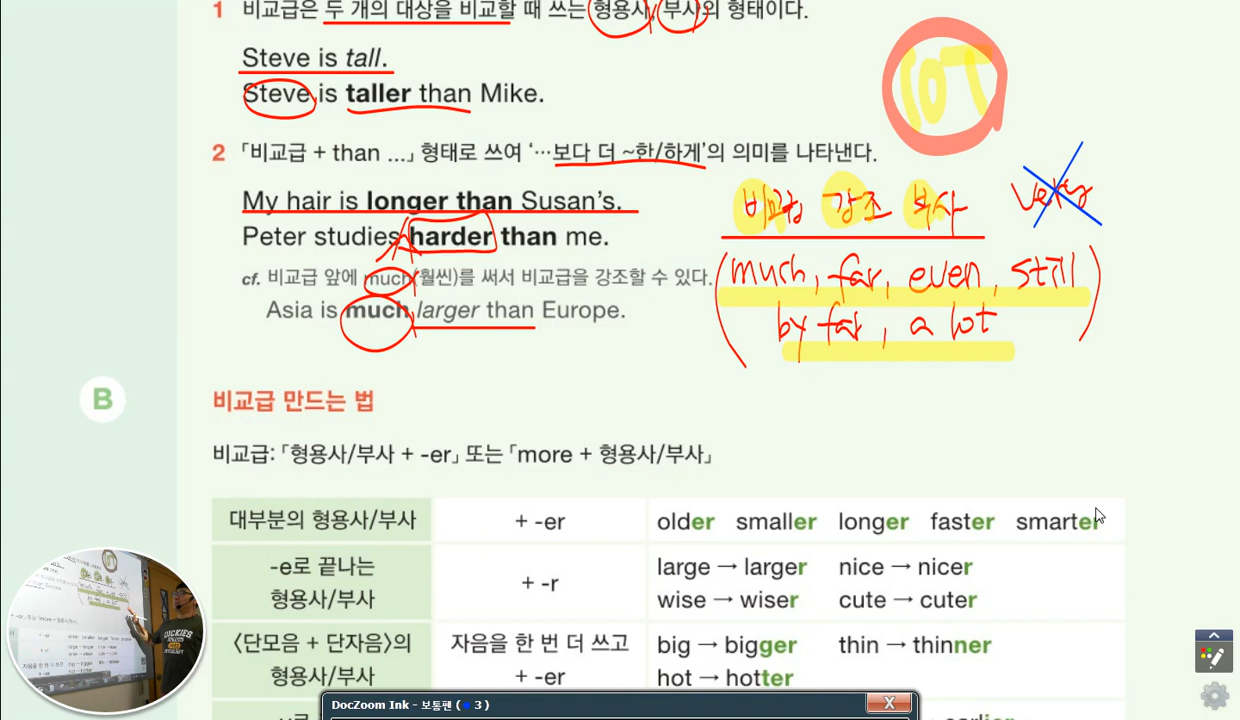 1 비교급은 두 개의 대상을 비교할 때 쓰는 형용사, 부사의 형태이다.
Steve is tall.
Steve is taller than Mike.
10T
2 「비교급 + than ...」 형태로 쓰여 '…보다 더 ~한/하게'의 의미를 나타낸다.
My hair is longer than Susan's.
Peter studies harder than me.
cf. 비교급 앞에 much(훨씬)를 써서 비교급을 강조할 수 있다.
Asia is much larger than Europe.
비교급 강조 부사 very
(much, far, even, still
by far, a lot)
B 비교급 만드는 법
비교급: 「형용사/부사 + -er」 또는 「more + 형용사/부사」
대부분의 형용사/부사 + -er older smaller longer faster smarter
-e로 끝나는 형용사/부사 + -r large → larger nice → nicer
wise → wiser cute → cuter
〈단모음 + 단자음〉의 형용사/부사 자음을 한 번 더 쓰고 + -er big → bigger thin → thinner
hot → hotter
DocZoom Ink - 보통펜 ( 3 )
DICKIES